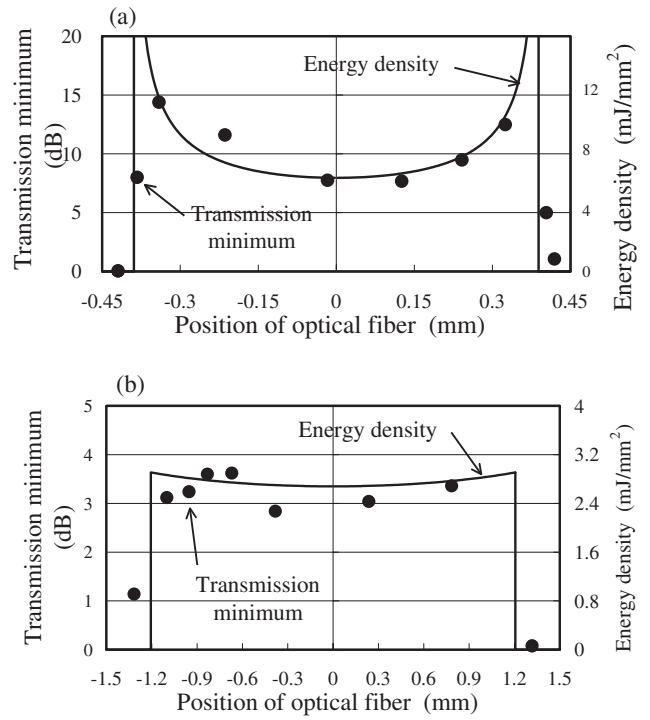 (a)
Transmission minimum
(dB)
20
15
10
5
0
Energy density
Transmission
minimum
12
8
4
0
Energy density (mJ/mm²)
-0.45 -0.3 -0.15 0 0.15 0.3 0.45
Position of optical fiber (mm)
(b)
Transmission minimum
(dB)
5
4
3
2
1
0
Energy density
Transmission
minimum
4
3.2
2.4
1.6
0.8
0
Energy density (mJ/mm²)
-1.5 -1.2 -0.9 -0.6 -0.3 0 0.3 0.6 0.9 1.2 1.5
Position of optical fiber (mm)